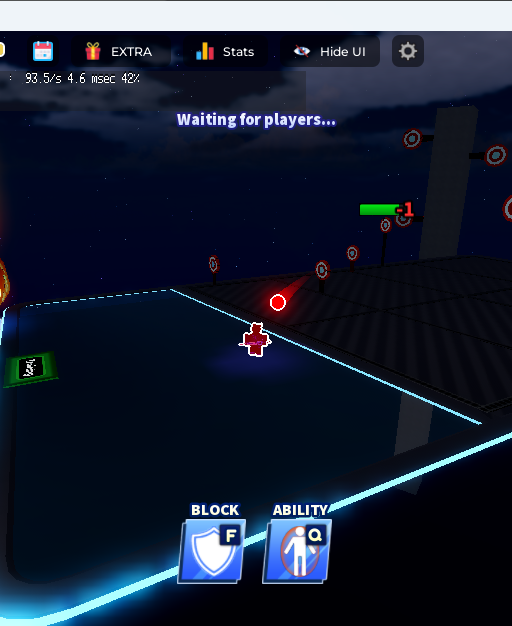 EXTRA
Stats
Hide UI
: 93.5/s 4.6 msec 42%
Waiting for players...
-1
BLOCK
ABILITY
F
Q